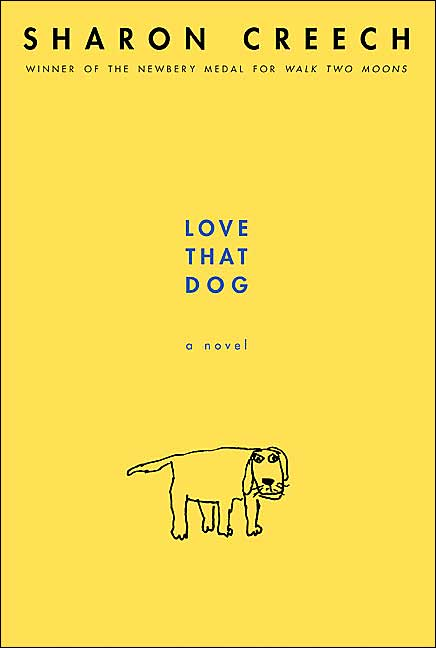 SHARON CREECH
WINNER OF THE NEWBERY MEDAL FOR WALK TWO MOONS
LOVE
THAT
DOG
a novel